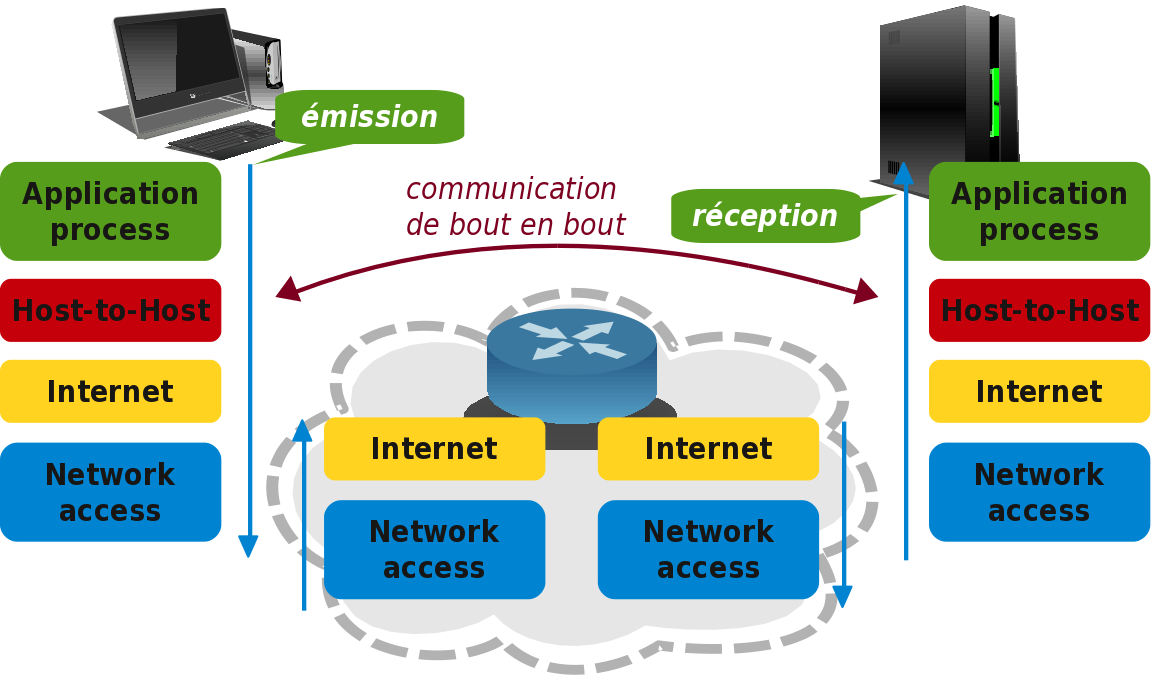 émission
communication
de bout en bout
réception
Application
process
Host-to-Host
Internet
Network
access
Internet
Network
access
Internet
Network
access
Application
process
Host-to-Host
Internet
Network
access